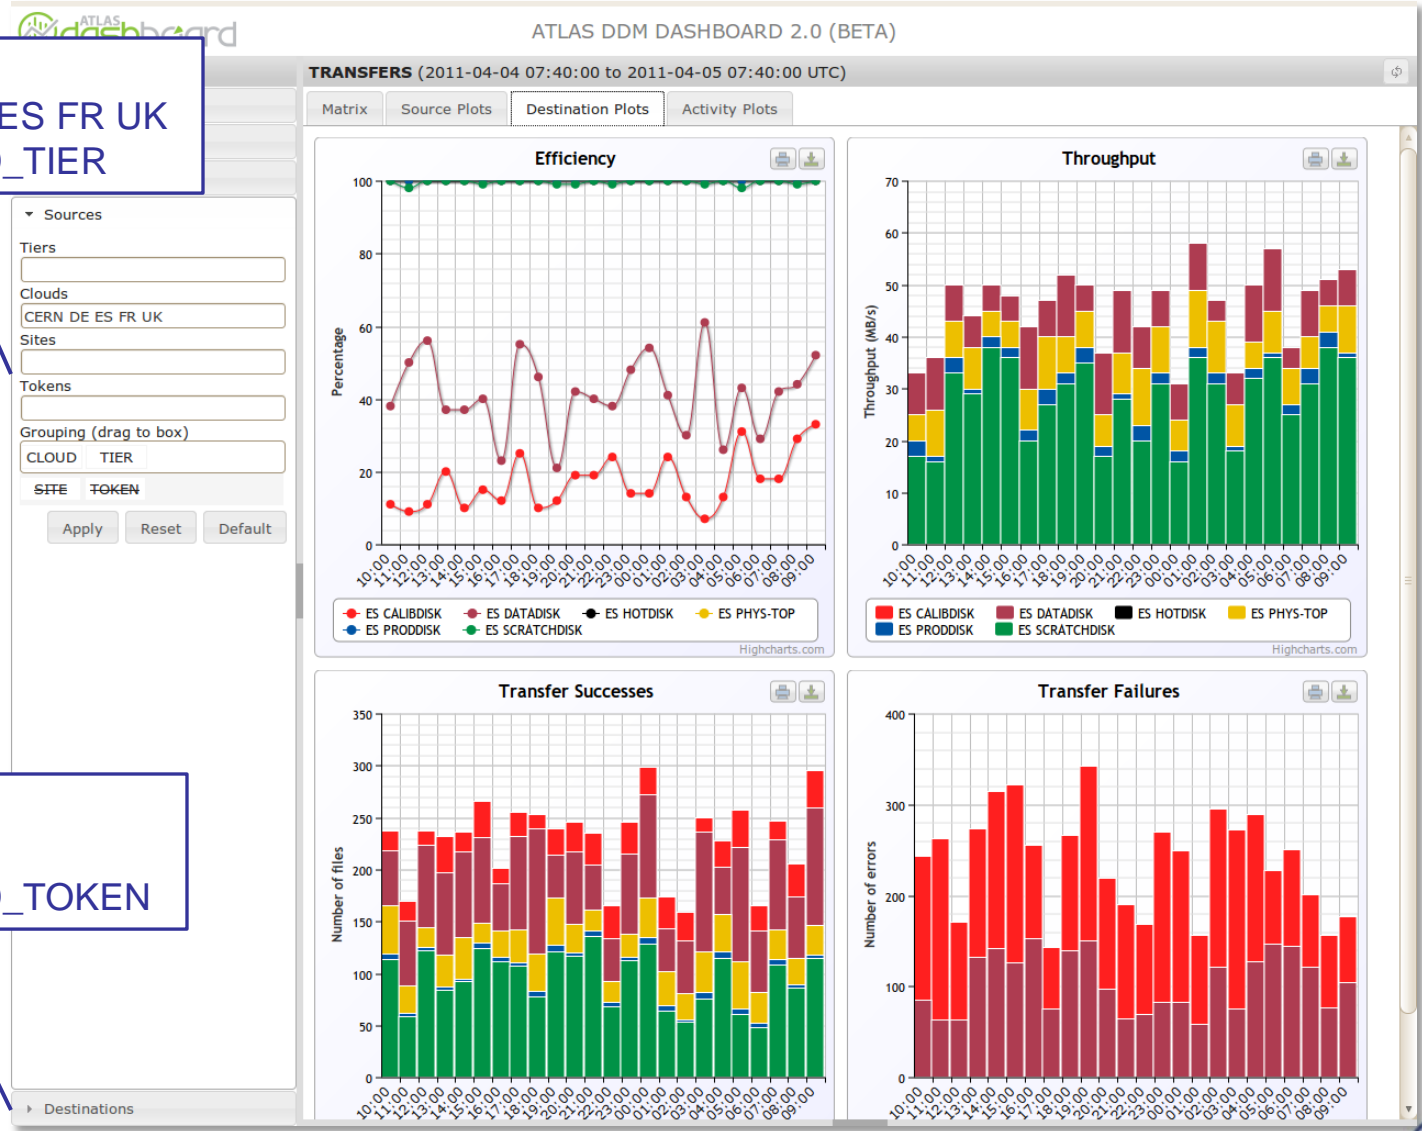 ATLAS
dashboard
ATLAS DDM DASHBOARD 2.0 (BETA)
ES FR UK
_TIER
TRANSFERS (2011-04-04 07:40:00 to 2011-04-05 07:40:00 UTC)
Matrix
Source Plots
Destination Plots
Activity Plots
Sources
Tiers
Clouds
CERN DE ES FR UK
Sites
Tokens
Grouping (drag to box)
CLOUD TIER
SITE TOKEN
Apply Reset Default
_TOKEN
Destinations
Efficiency
Percentage
100
80
60
40
20
0
10:00 11:00 12:00 13:00 14:00 15:00 16:00 17:00 18:00 19:00 20:00 21:00 22:00 23:00 00:00 01:00 02:00 03:00 04:00 05:00 06:00 07:00 08:00 09:00
ES CALIBDISK ES DATADISK ES HOTDISK ES PHYS-TOP
ES PRODDISK ES SCRATCHDISK
Highcharts.com
Throughput
Throughput (MB/s)
70
60
50
40
30
20
10
0
10:00 11:00 12:00 13:00 14:00 15:00 16:00 17:00 18:00 19:00 20:00 21:00 22:00 23:00 00:00 01:00 02:00 03:00 04:00 05:00 06:00 07:00 08:00 09:00
ES CALIBDISK ES DATADISK ES HOTDISK ES PHYS-TOP
ES PRODDISK ES SCRATCHDISK
Highcharts.com
Transfer Successes
Number of files
350
300
250
200
150
100
50
0
10:00 11:00 12:00 13:00 14:00 15:00 16:00 17:00 18:00 19:00 20:00 21:00 22:00 23:00 00:00 01:00 02:00 03:00 04:00 05:00 06:00 07:00 08:00 09:00
Transfer Failures
Number of errors
400
300
200
100
0
10:00 11:00 12:00 13:00 14:00 15:00 16:00 17:00 18:00 19:00 20:00 21:00 22:00 23:00 00:00 01:00 02:00 03:00 04:00 05:00 06:00 07:00 08:00 09:00